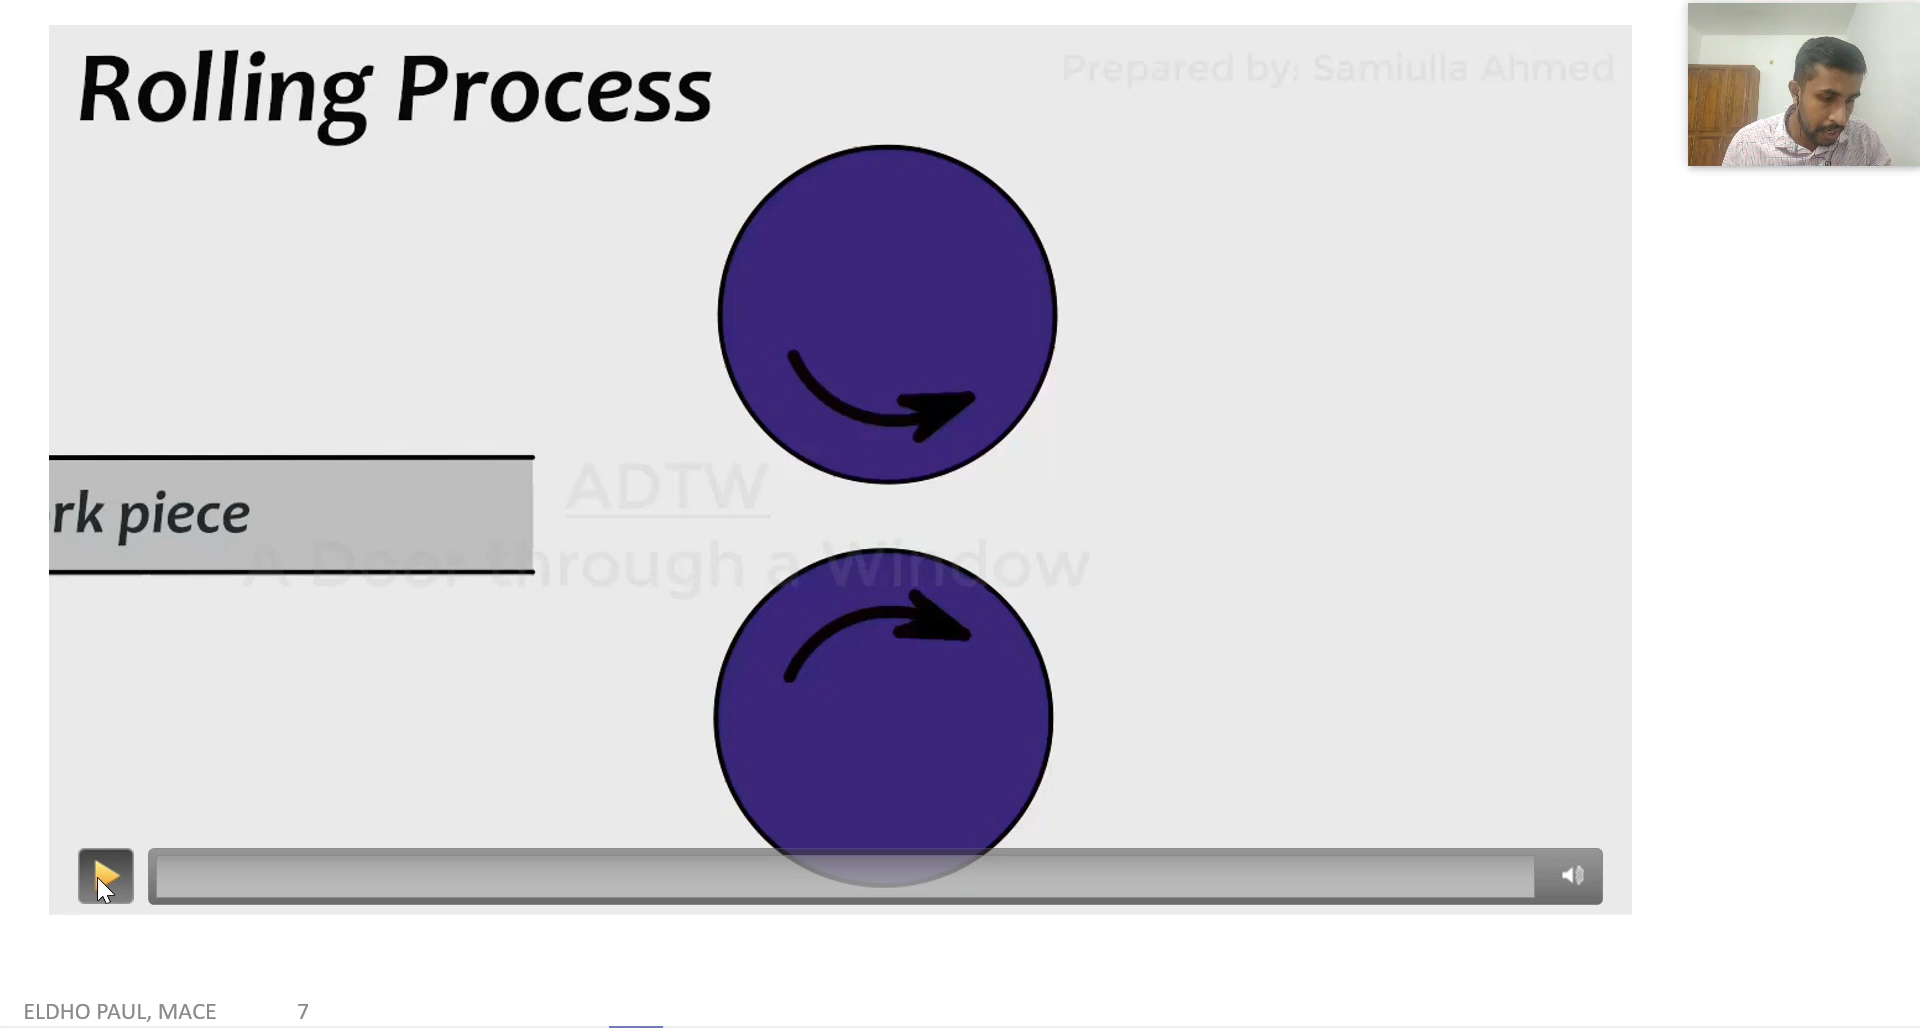 Rolling Process
Prepared by: Samiulla Ahmed
ADTW
rk piece
A Door through a Window
ELDHO PAUL, MACE 7